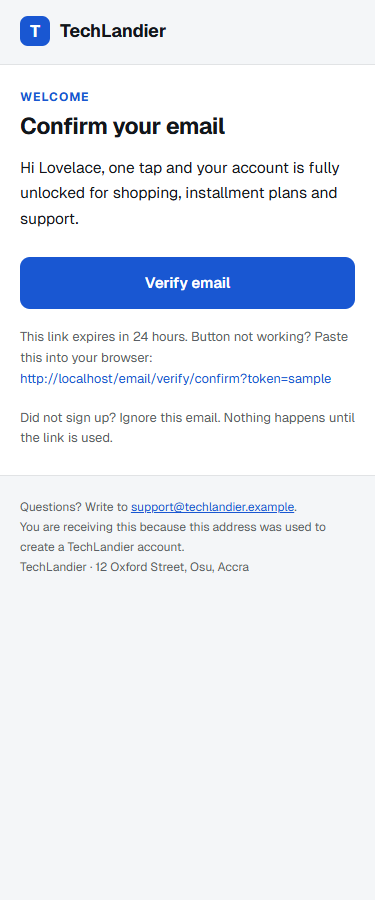 T TechLandier
WELCOME
Confirm your email
Hi Lovelace, one tap and your account is fully
unlocked for shopping, installment plans and
support.
Verify email
This link expires in 24 hours. Button not working? Paste
this into your browser:
http://localhost/email/verify/confirm?token=sample
Did not sign up? Ignore this email. Nothing happens until
the link is used.
Questions? Write to support@techlandier.example.
You are receiving this because this address was used to
create a TechLandier account.
TechLandier · 12 Oxford Street, Osu, Accra